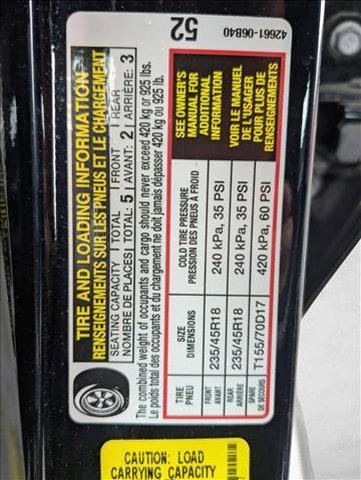 TIRE AND LOADING INFORMATION
RENSEIGNEMENTS SUR LES PNEUS ET LE CHARGEMENT
SEATING CAPACITY TOTAL 5 FRONT 2 REAR 3
NOMBRE DE PLACES TOTAL: AVANT: ARRIÈRE:
The combined weight of occupants and cargo should never exceed 420 kg or 925 lbs.
Le poids total des occupants et du chargement ne doit jamais dépasser 420 kg ou 925 lb.
TIRE SIZE COLD TIRE PRESSURE
PNEU DIMENSIONS PRESSION DES PNEUS À FROID
FRONT 235/45R18 240 kPa, 35 PSI
AVANT
REAR 235/45R18 240 kPa, 35 PSI
ARRIÈRE
SPARE T155/70D17 420 kPa, 60 PSI
DE SECOURS
SEE OWNER'S
MANUAL FOR
ADDITIONAL
INFORMATION
VOIR LE MANUEL
DE L'USAGER
POUR PLUS DE
RENSEIGNEMENTS
52
42661-06B40
CAUTION: LOAD
CARRYING CAPACITY